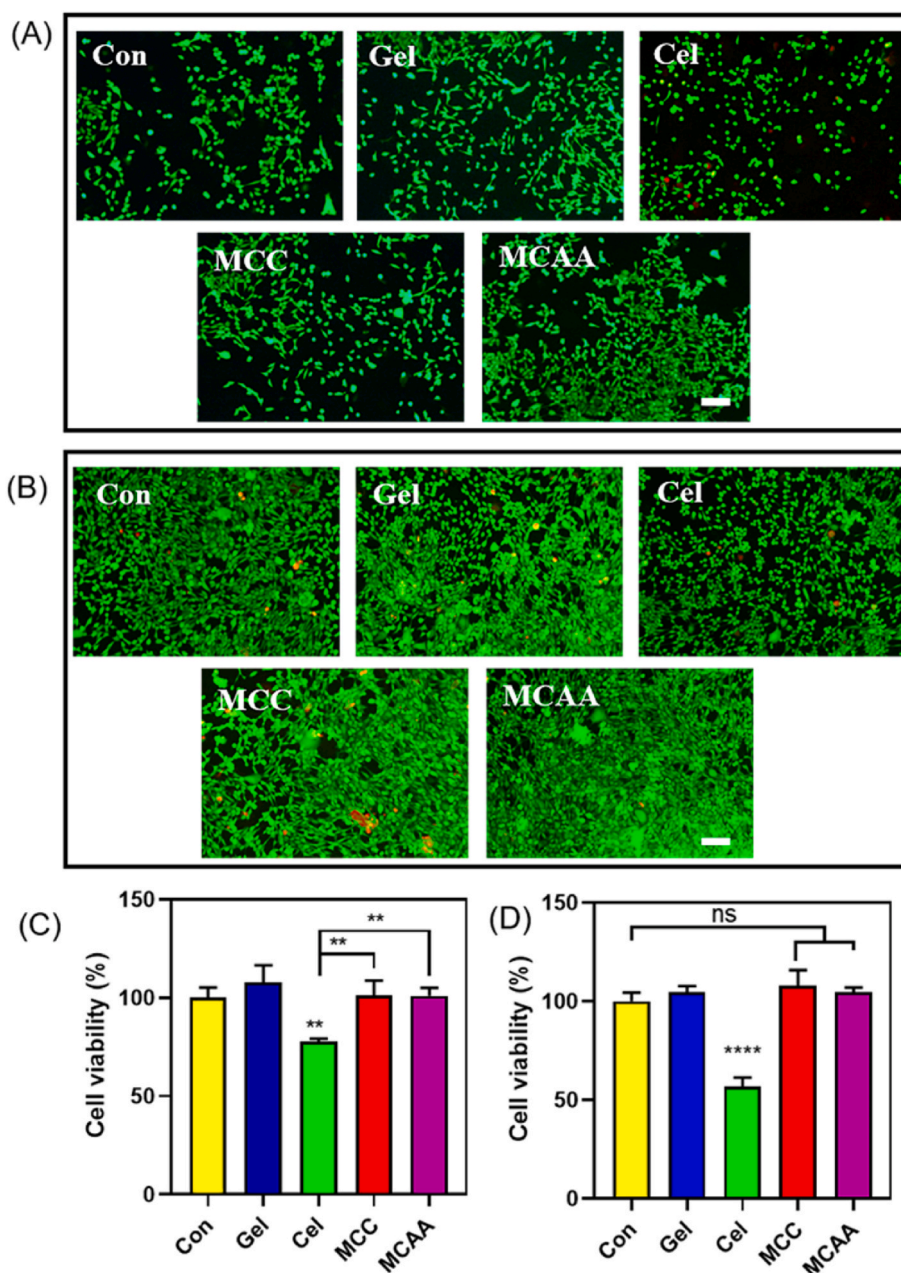 (A)
Con
Gel
Cel
MCC
MCAA
(B)
Con
Gel
Cel
MCC
MCAA
(C)
Cell viability (%)
150
100
50
0
**
**
**
Con
Gel
Cel
MCC
MCAA
(D)
Cell viability (%)
150
100
50
0
ns
****
Con
Gel
Cel
MCC
MCAA